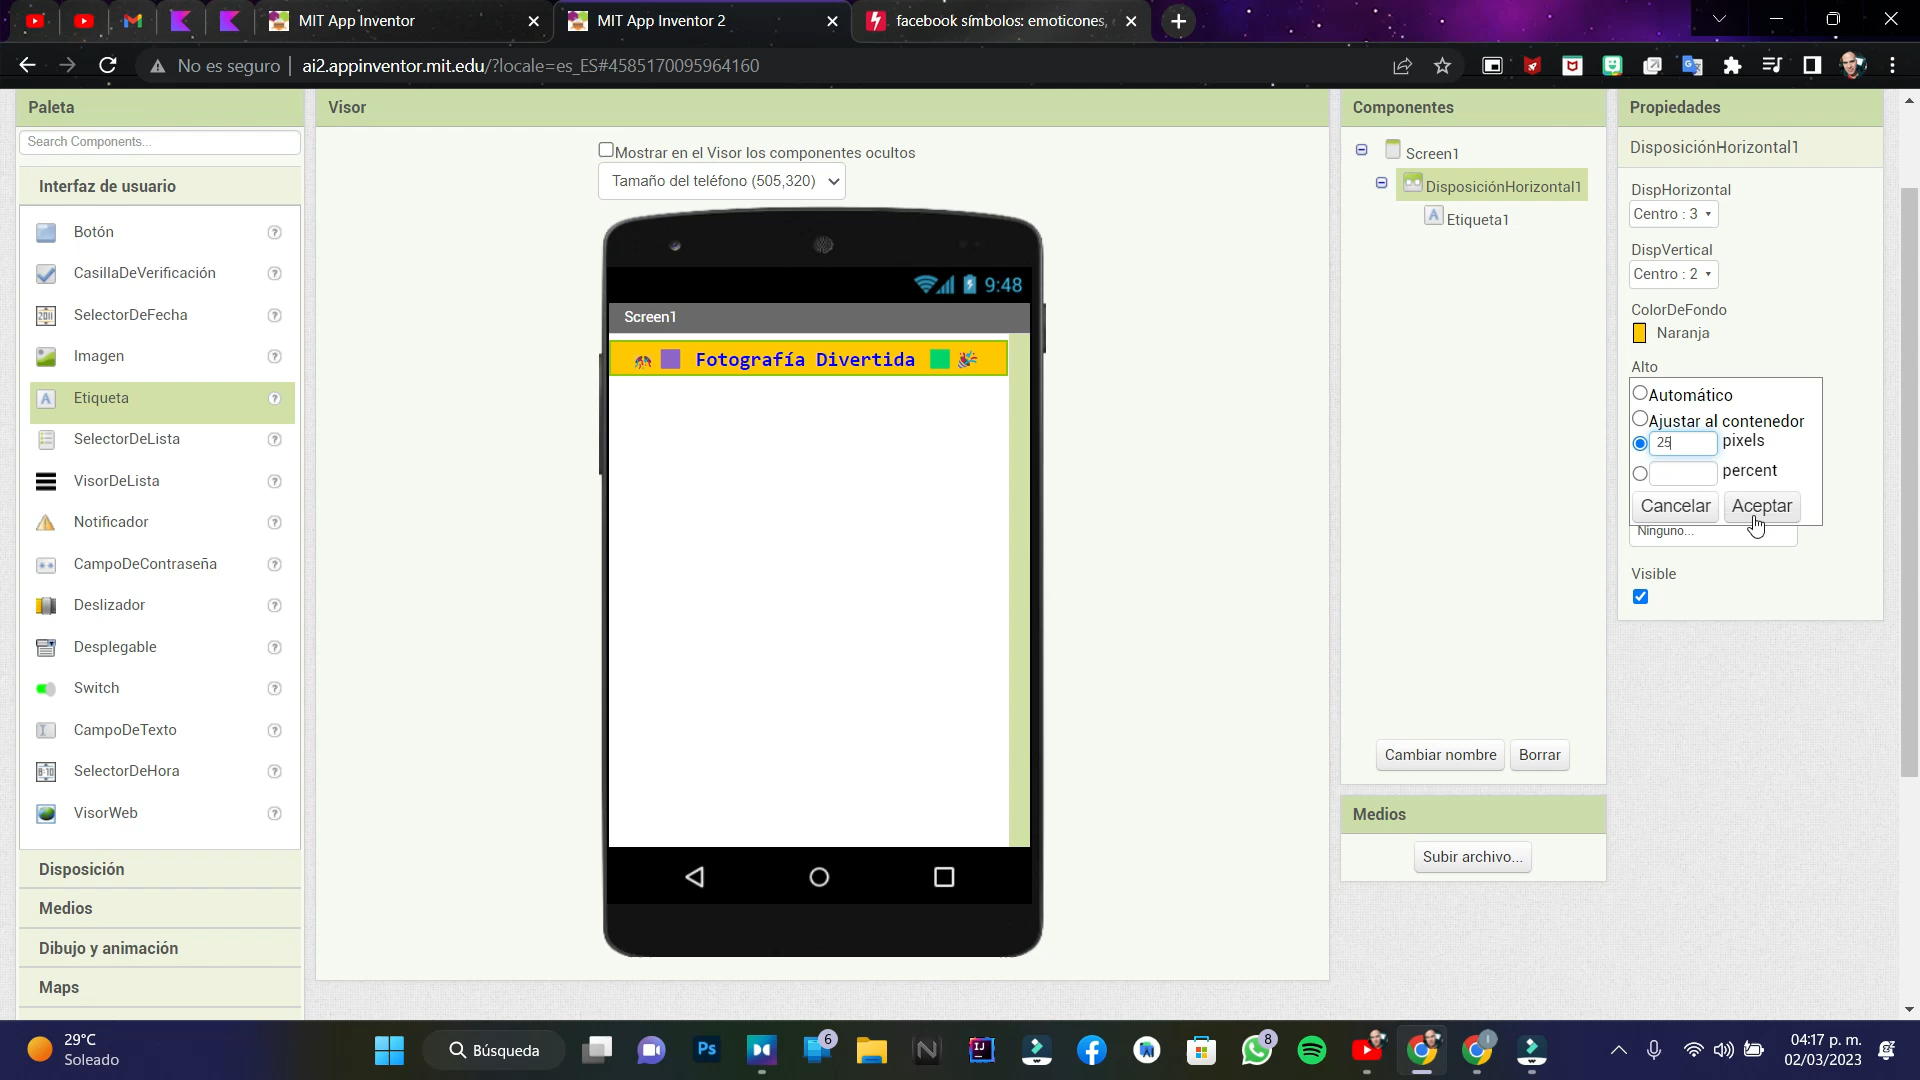 MIT App Inventor
MIT App Inventor 2
facebook símbolos: emoticones,
No es seguro
ai2.appinventor.mit.edu/?locale=es_ES#4585170095964160
Paleta
Search Components...
Interfaz de usuario
Botón
CasillaDeVerificación
SelectorDeFecha
Imagen
Etiqueta
SelectorDeLista
VisorDeLista
Notificador
CampoDeContraseña
Deslizador
Desplegable
Switch
CampoDeTexto
SelectorDeHora
VisorWeb
Disposición
Medios
Dibujo y animación
Maps
Visor
Mostrar en el Visor los componentes ocultos
Tamaño del teléfono (505,320)
9:48
Screen1
Fotografía Divertida
Componentes
Screen1
DisposiciónHorizontal1
Etiqueta1
Cambiar nombre
Borrar
Medios
Subir archivo...
Propiedades
DisposiciónHorizontal1
DispHorizontal
Centro : 3
DispVertical
Centro : 2
ColorDeFondo
Naranja
Alto
Automático
Ajustar al contenedor
25 pixels
percent
Cancelar
Aceptar
Ninguno...
Visible
29°C
Soleado
Búsqueda
Ps
6
8
04:17 p. m.
02/03/2023